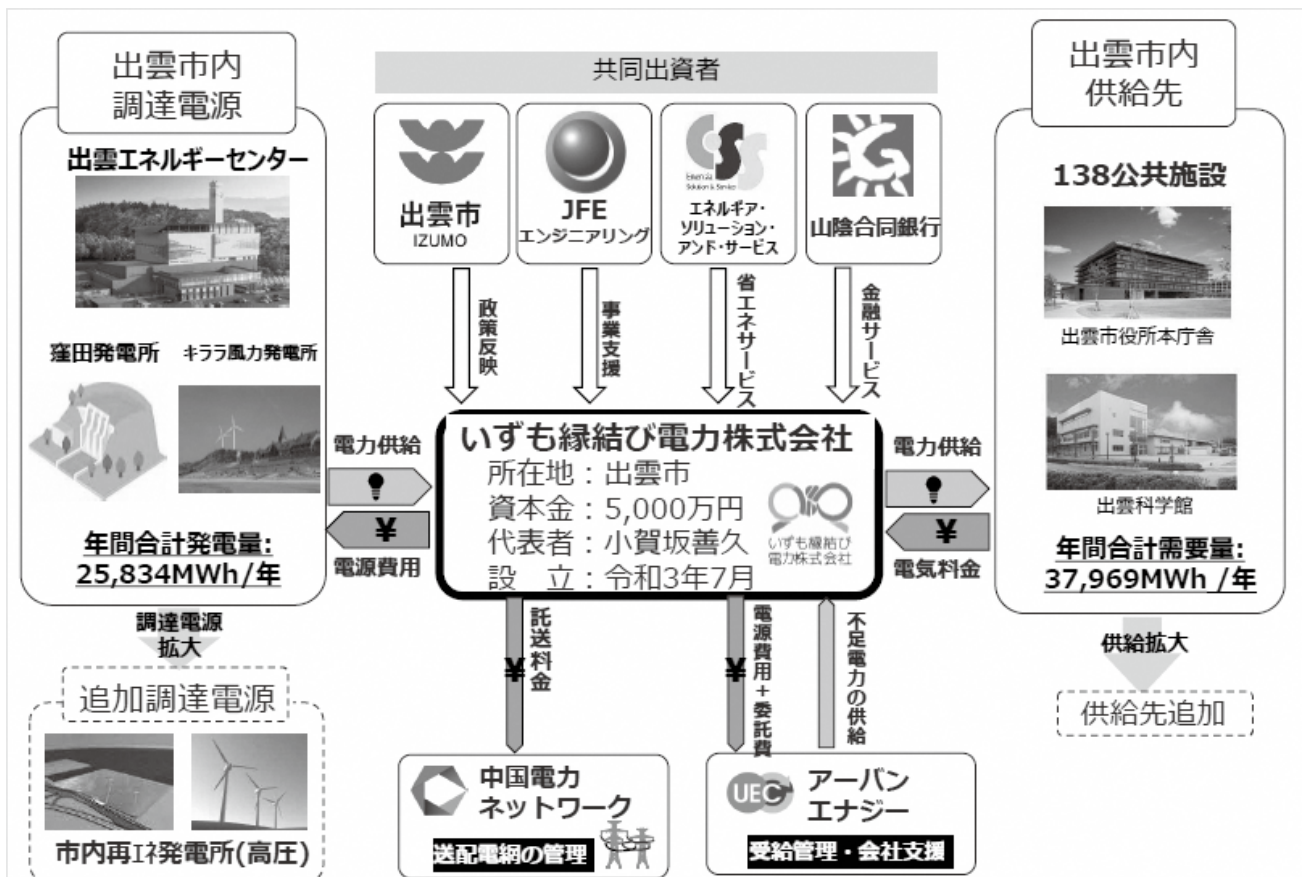 出雲市内
調達電源
出雲エネルギーセンター
窪田発電所
キララ風力発電所
年間合計発電量:
25,834MWh/年
調達電源
拡大
追加調達電源
市内再エネ発電所(高圧)
共同出資者
出雲市
IZUMO
JFE
エンジニアリング
CSS
Solution & Service
エネルギア・
ソリューション・
アンド・サービス
山陰合同銀行
政策反映
事業支援
省エネサービス
金融サービス
電力供給
¥
電源費用
いずも縁結び電力株式会社
所在地：出雲市
資本金：5,000万円
代表者：小賀坂善久
設　立：令和3年7月
いずも縁結び
電力株式会社
電力供給
¥
電気料金
託送料金
¥
電源費用+委託費
¥
不足電力の供給
中国電力
ネットワーク
送配電網の管理
UEC
アーバン
エナジー
受給管理・会社支援
出雲市内
供給先
138公共施設
出雲市役所本庁舎
出雲科学館
年間合計需要量:
37,969MWh /年
供給拡大
供給先追加